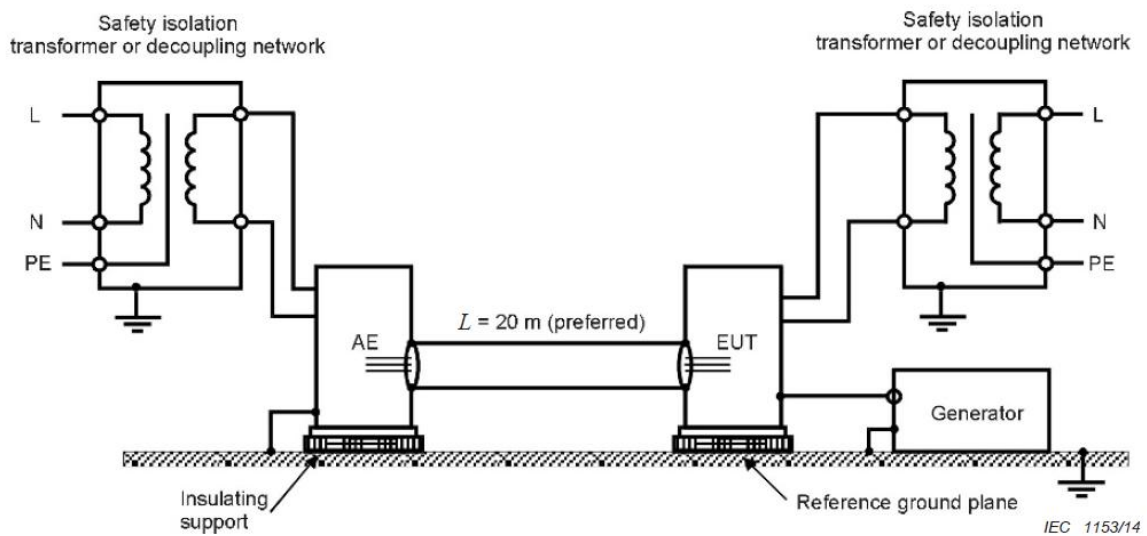 Safety isolation
transformer or decoupling network
Safety isolation
transformer or decoupling network
L
N
PE
L
N
PE
L = 20 m (preferred)
AE
EUT
Generator
Insulating
support
Reference ground plane
IEC 1153/14